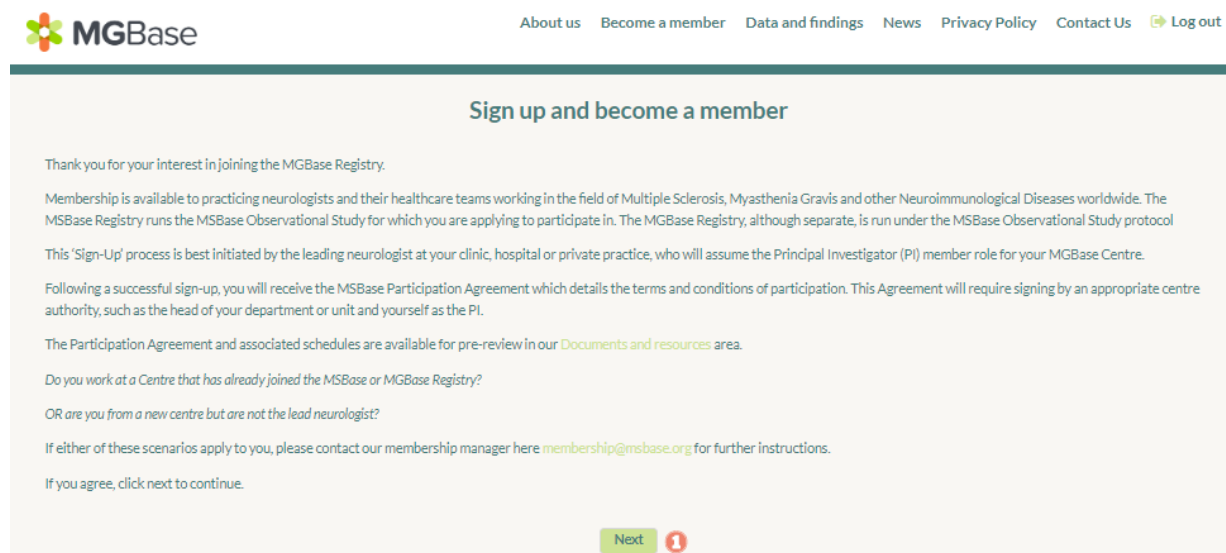 MGBase
About us Become a member Data and findings News Privacy Policy Contact Us Log out
Sign up and become a member
Thank you for your interest in joining the MGBase Registry.
Membership is available to practicing neurologists and their healthcare teams working in the field of Multiple Sclerosis, Myasthenia Gravis and other Neuroimmunological Diseases worldwide. The
MSBase Registry runs the MSBase Observational Study for which you are applying to participate in. The MGBase Registry, although separate, is run under the MSBase Observational Study protocol
This 'Sign-Up' process is best initiated by the leading neurologist at your clinic, hospital or private practice, who will assume the Principal Investigator (PI) member role for your MGBase Centre.
Following a successful sign-up, you will receive the MSBase Participation Agreement which details the terms and conditions of participation. This Agreement will require signing by an appropriate centre
authority, such as the head of your department or unit and yourself as the PI.
The Participation Agreement and associated schedules are available for pre-review in our Documents and resources area.
Do you work at a Centre that has already joined the MSBase or MGBase Registry?
OR are you from a new centre but are not the lead neurologist?
If either of these scenarios apply to you, please contact our membership manager here membership@msbase.org for further instructions.
If you agree, click next to continue.
Next 1